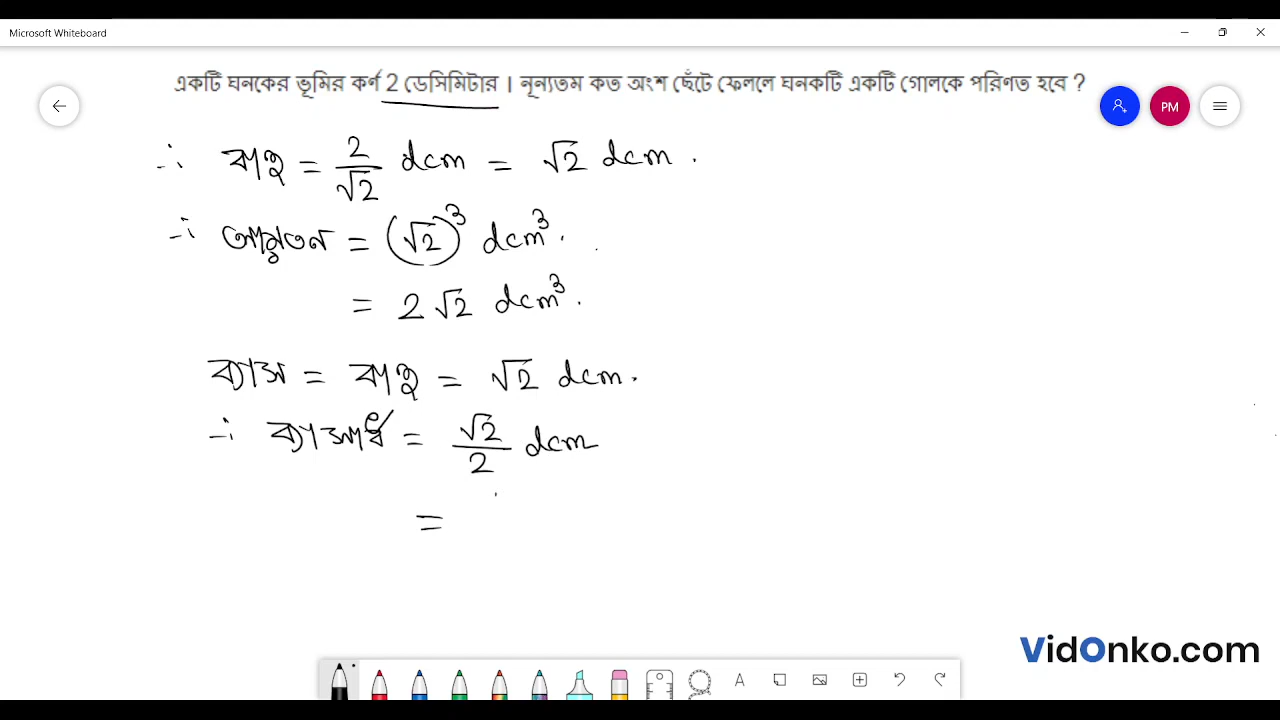 Microsoft Whiteboard
একটি ঘনকের ভূমির কর্ণ 2 ডেসিমিটার । নূন্যতম কত অংশ ছেঁটে ফেললে ঘনকটি একটি গোলকে পরিণত হবে ?
PM
∴ বাহু = 2/√2 dcm = √2 dcm .
∴ আয়তন = (√2)³ dcm³ .
= 2√2 dcm³ .
ব্যাস = বাহু = √2 dcm .
∴ ব্যাসার্ধ = √2/2 dcm
=
VidOnko.com
A